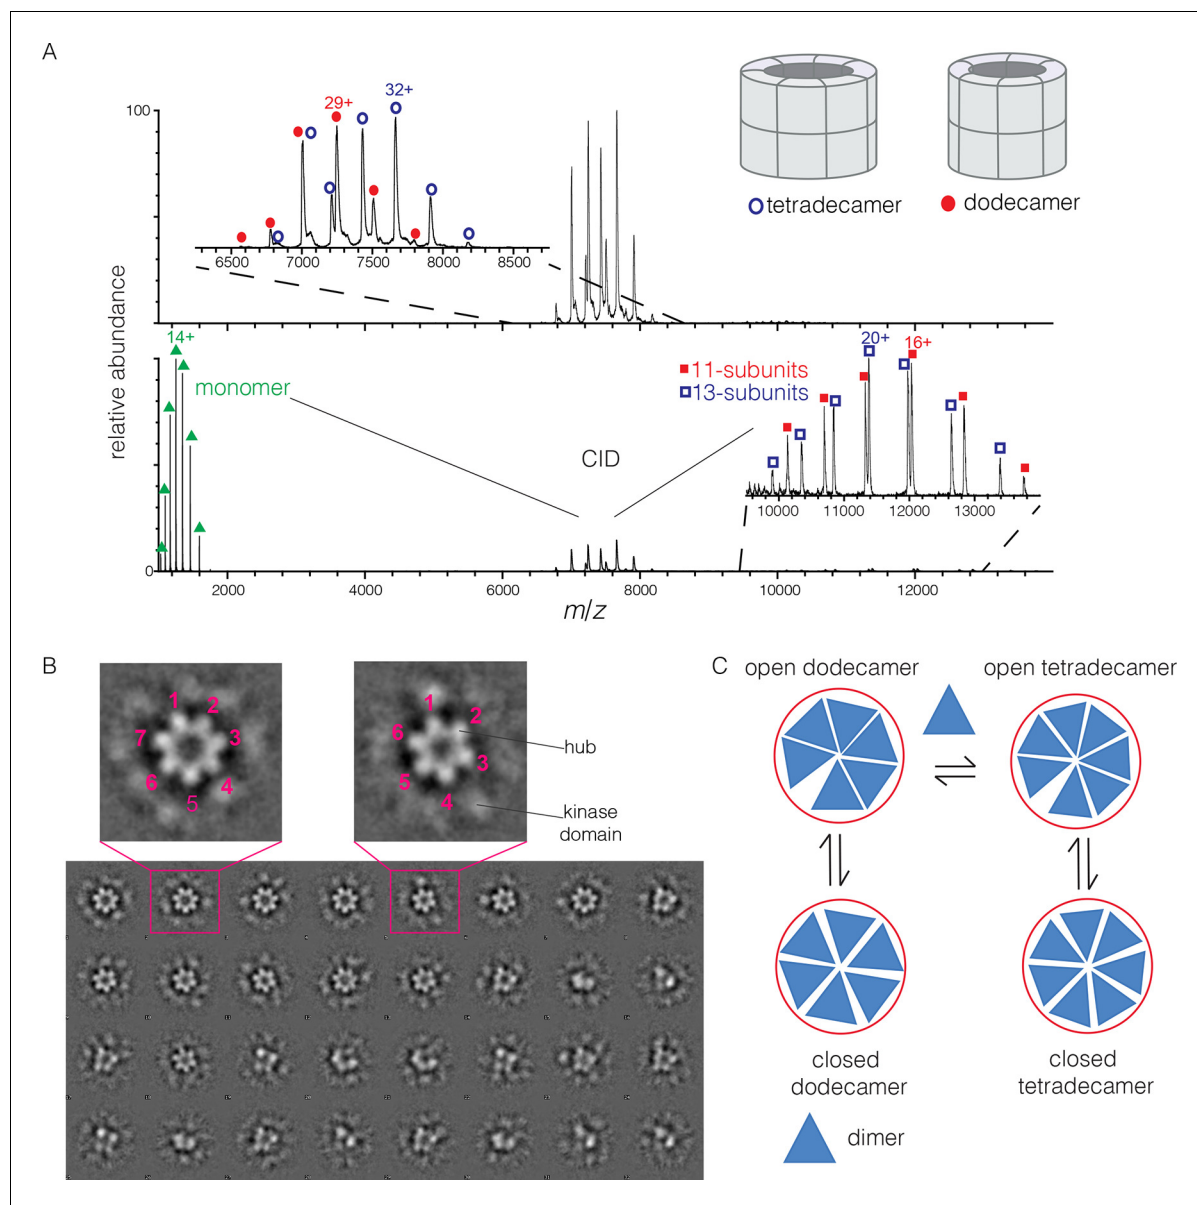 A
100
29+
32+
6500 7000 7500 8000 8500
tetradecamer
dodecamer
relative abundance
14+
monomer
11-subunits
13-subunits
20+
16+
CID
10000 11000 12000 13000
0
2000 4000 6000 8000 10000 12000
m/z
B
1 2 3 4 5 6 7
1 2 3 4 5 6
hub
kinase
domain
C
open dodecamer
open tetradecamer
closed
dodecamer
closed
tetradecamer
dimer